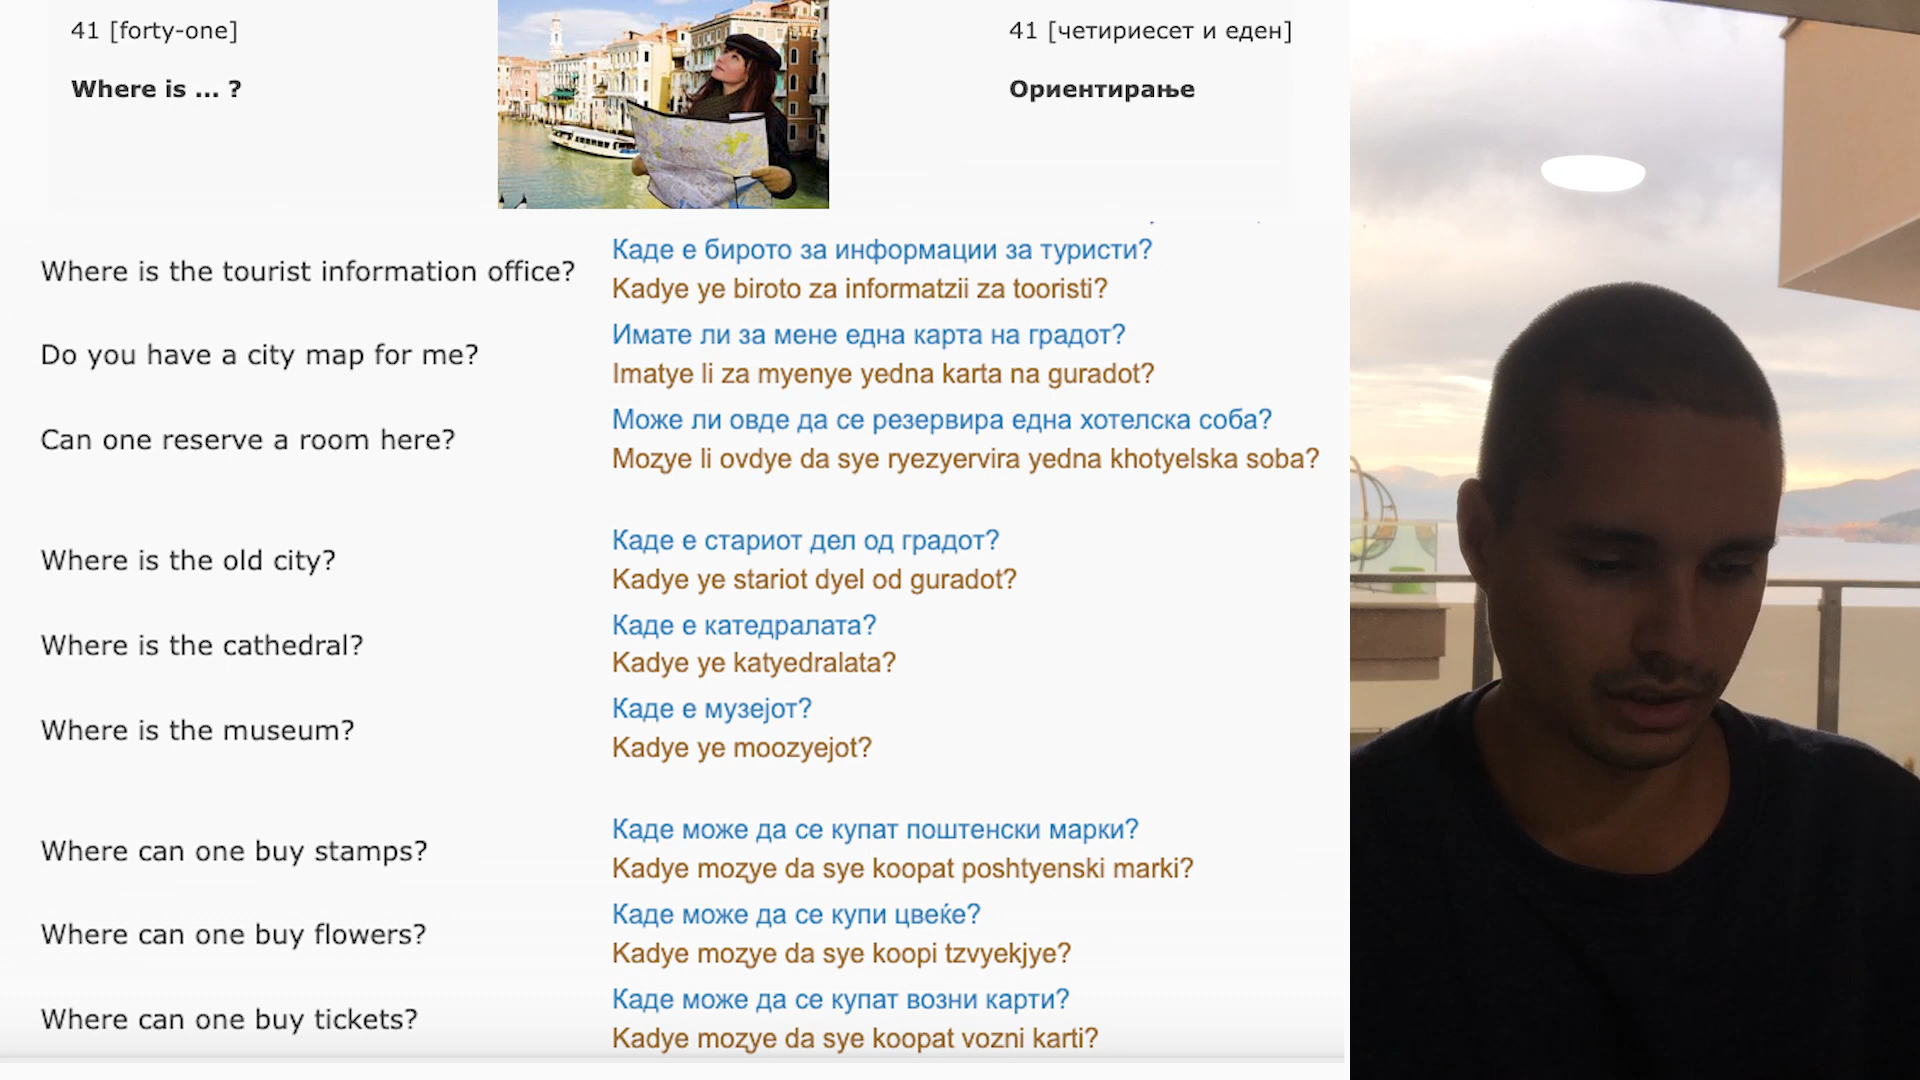 41 [forty-one]
41 [четириесет и еден]
Where is ... ?
Ориентирање
Where is the tourist information office?
Каде е бирото за информации за туристи?
Kadye ye biroto za informatzii za tooristi?
Do you have a city map for me?
Имате ли за мене една карта на градот?
Imatye li za myenye yedna karta na guradot?
Can one reserve a room here?
Може ли овде да се резервира една хотелска соба?
Moʐye li ovdye da sye ryezyervira yedna khotyelska soba?
Where is the old city?
Каде е стариот дел од градот?
Kadye ye stariot dyel od guradot?
Where is the cathedral?
Каде е катедралата?
Kadye ye katyedralata?
Where is the museum?
Каде е музејот?
Kadye ye moozyejot?
Where can one buy stamps?
Каде може да се купат поштенски марки?
Kadye moʐye da sye koopat poshtyenski marki?
Where can one buy flowers?
Каде може да се купи цвеќе?
Kadye moʐye da sye koopi tzvyekjye?
Where can one buy tickets?
Каде може да се купат возни карти?
Kadye moʐye da sye koopat vozni karti?